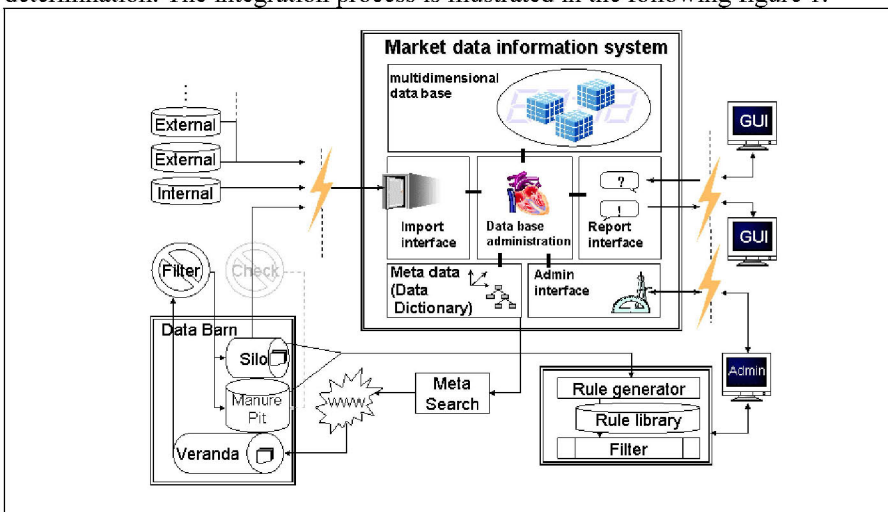 determination. The integration process is illustrated in the following figure 1.
Market data information system
multidimensional
data base
External
External
Internal
GUI
?
!
Import
interface
Data base
administration
Report
interface
GUI
Filter
Check
Meta data
(Data
Dictionary)
Admin
interface
Data Barn
Silo
Manure
Pit
Veranda
WWW
Meta
Search
Rule generator
Rule library
Filter
Admin